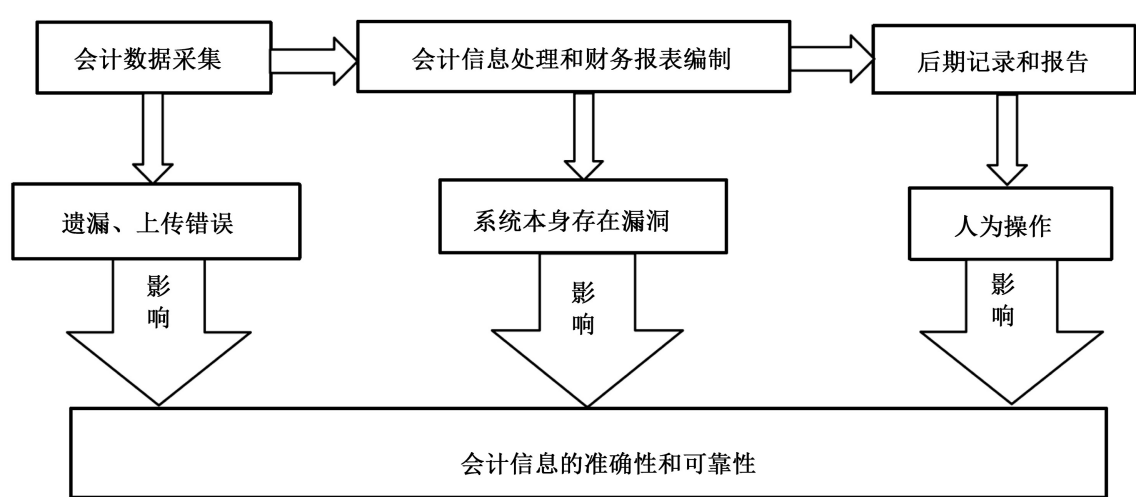 会计数据采集
会计信息处理和财务报表编制
后期记录和报告
遗漏、上传错误
系统本身存在漏洞
人为操作
影响
影响
影响
会计信息的准确性和可靠性